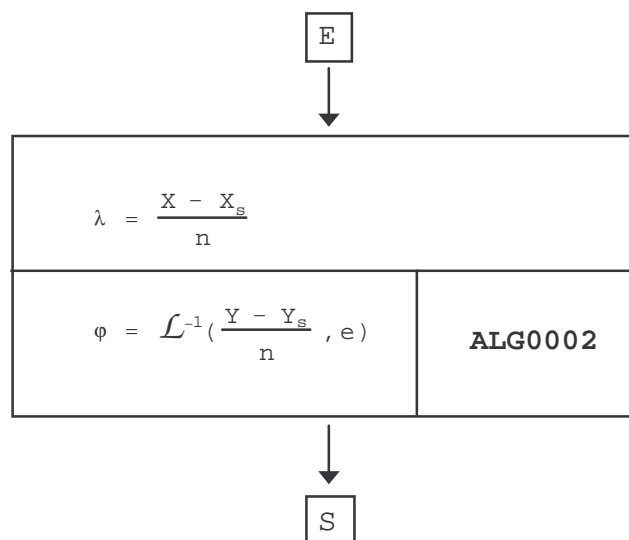 E
λ = (X - Xₛ) / n
φ = ℒ⁻¹((Y - Yₛ) / n , e)
ALG0002
S